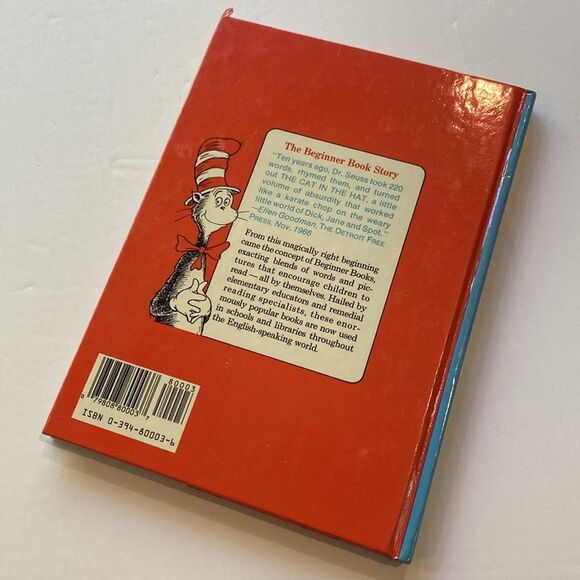 The Beginner Book Story
"Ten years ago, Dr. Seuss took 220
words, rhymed them, and turned
out THE CAT IN THE HAT, a little
volume of absurdity that worked
like a karate chop on the weary
little world of Dick, Jane and Spot."
—Ellen Goodman, THE DETROIT FREE
PRESS. Nov. 1966
From this magically right beginning
came the concept of Beginner Books,
exacting blends of words and pic-
tures that encourage children to
read — all by themselves. Hailed by
elementary educators and remedial
reading specialists, these enor-
mously popular books are now used
in schools and libraries throughout
the English-speaking world.
80003
0 79808 80003 7
ISBN 0-394-80003-6